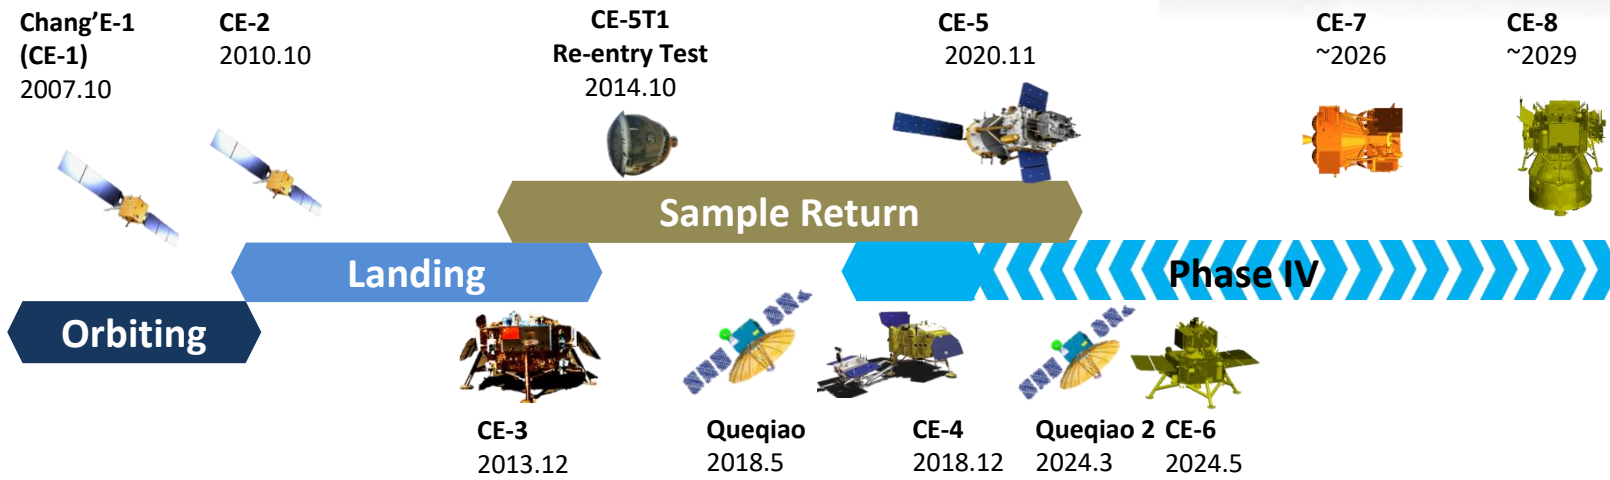 Chang’E-1
(CE-1)
2007.10
CE-2
2010.10
CE-5T1
Re-entry Test
2014.10
CE-5
2020.11
CE-7
~2026
CE-8
~2029
Sample Return
Landing
Phase IV
Orbiting
CE-3
2013.12
Queqiao
2018.5
CE-4
2018.12
Queqiao 2
2024.3
CE-6
2024.5